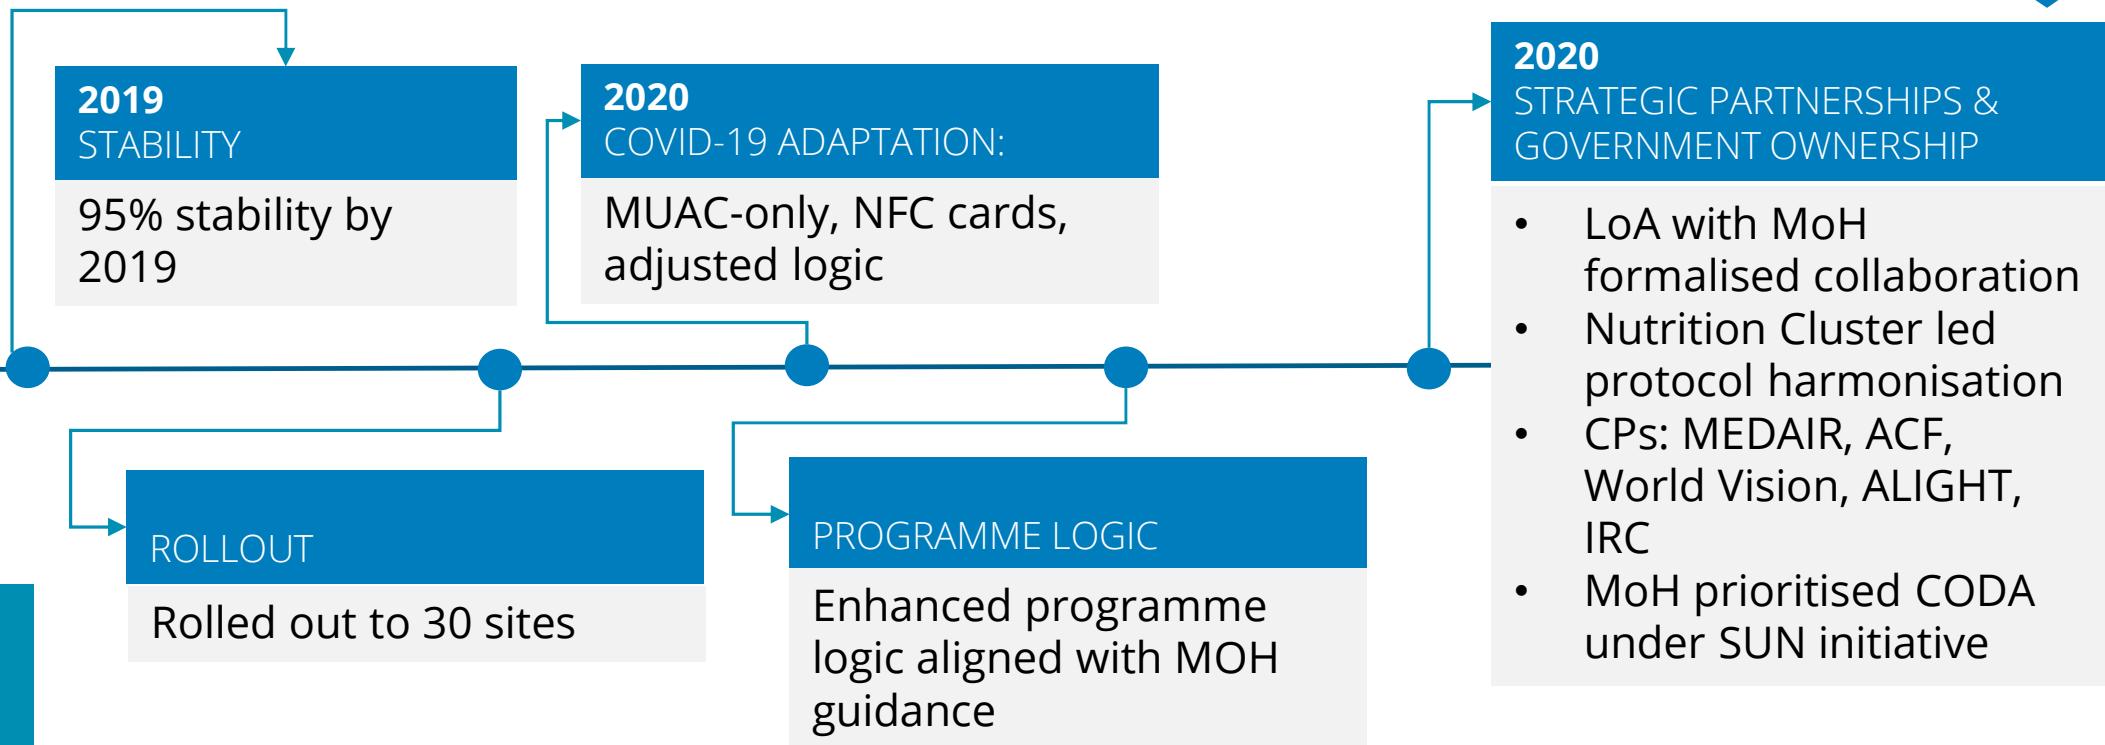 2019
STABILITY
95% stability by
2019
ROLLOUT
Rolled out to 30 sites
2020
COVID-19 ADAPTATION:
MUAC-only, NFC cards,
adjusted logic
PROGRAMME LOGIC
Enhanced programme
logic aligned with MOH
guidance
2020
STRATEGIC PARTNERSHIPS &
GOVERNMENT OWNERSHIP
• LoA with MoH
formalised collaboration
• Nutrition Cluster led
protocol harmonisation
• CPs: MEDAIR, ACF,
World Vision, ALIGHT,
IRC
• MoH prioritised CODA
under SUN initiative